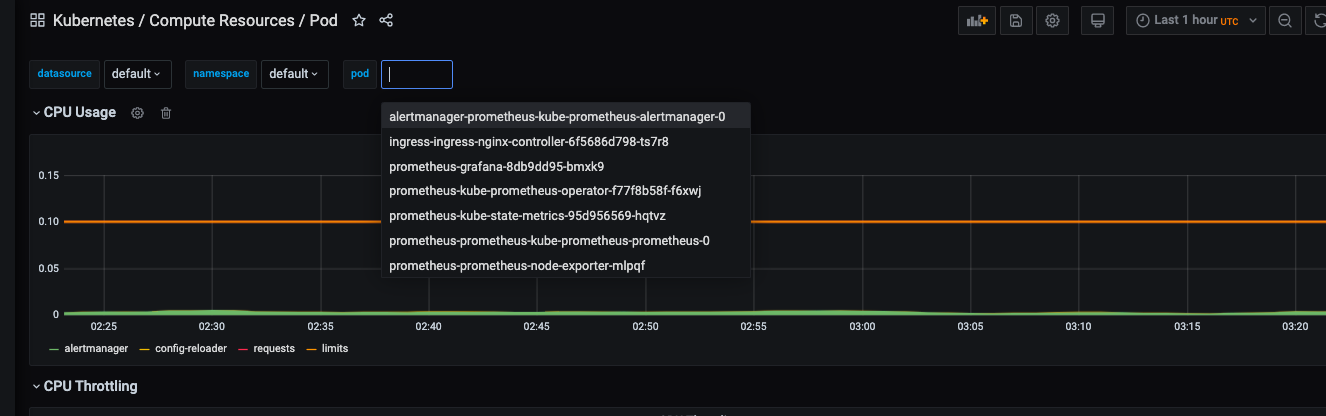 Kubernetes / Compute Resources / Pod
Last 1 hour UTC
datasource default namespace default pod
CPU Usage
alertmanager-prometheus-kube-prometheus-alertmanager-0
ingress-ingress-nginx-controller-6f5686d798-ts7r8
prometheus-grafana-8db9dd95-bmxk9
prometheus-kube-prometheus-operator-f77f8b58f-f6xwj
prometheus-kube-state-metrics-95d956569-hqtvz
prometheus-prometheus-kube-prometheus-prometheus-0
prometheus-prometheus-node-exporter-mlpqf
0.15
0.10
0.05
0
02:25 02:30 02:35 02:40 02:45 02:50 02:55 03:00 03:05 03:10 03:15 03:20
alertmanager config-reloader requests limits
CPU Throttling